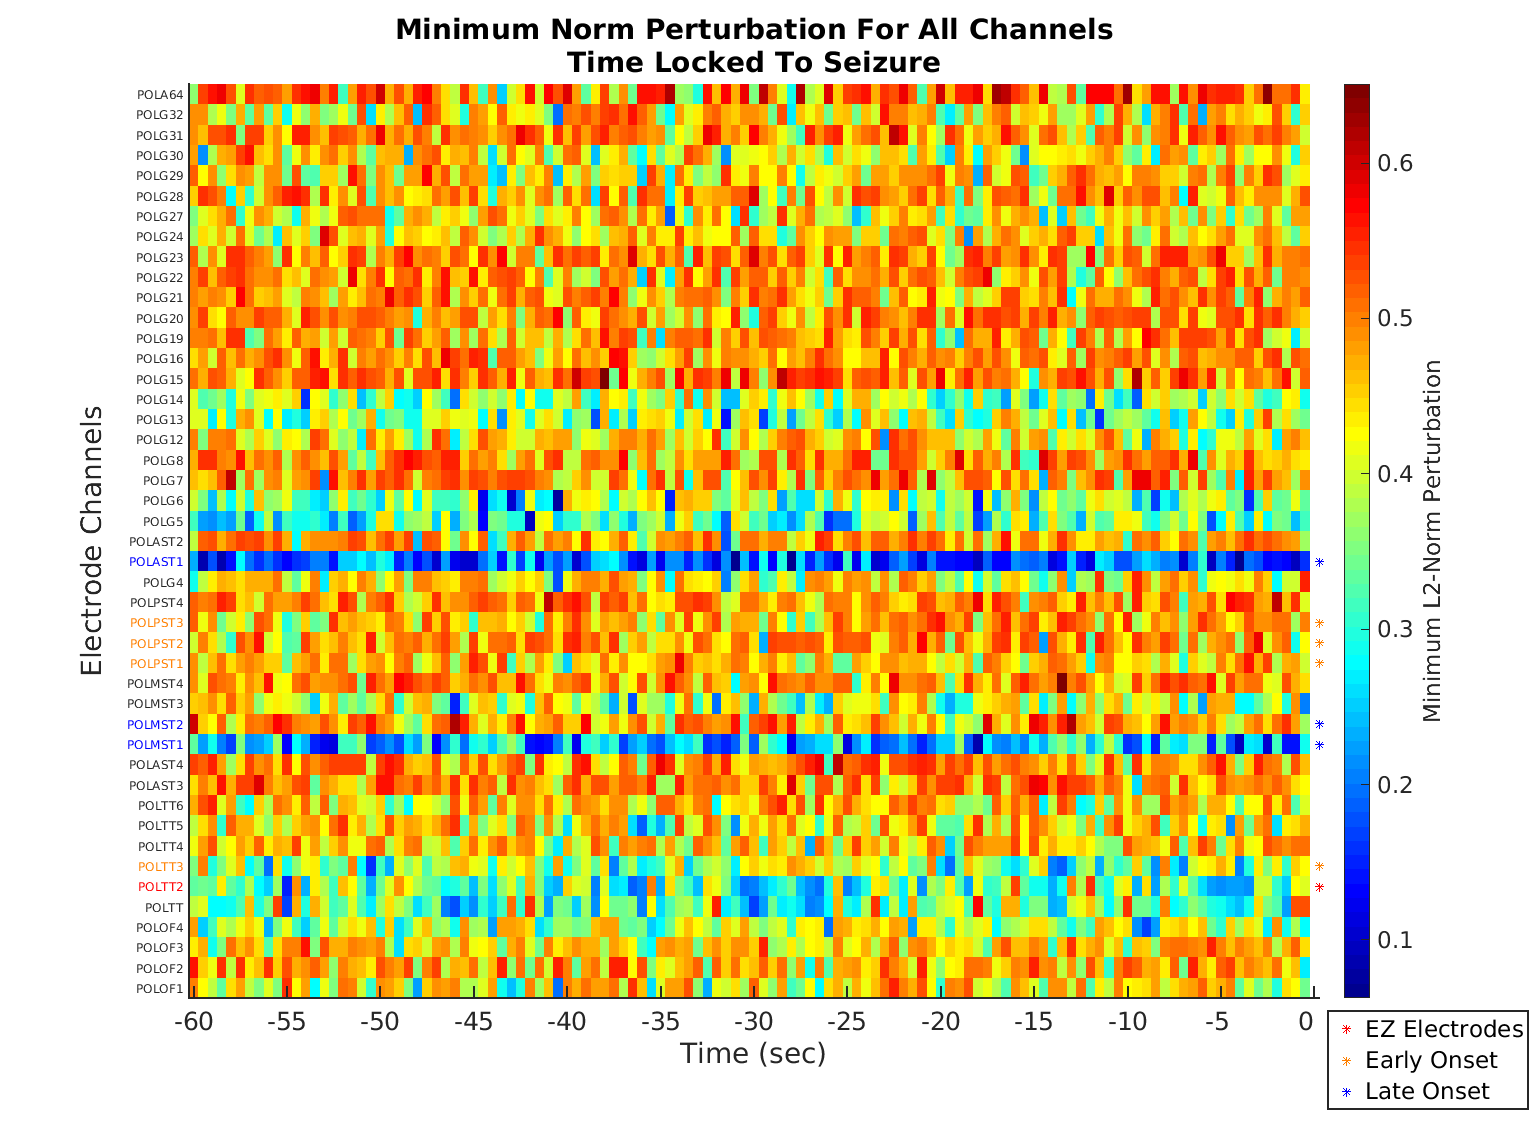 Minimum Norm Perturbation For All Channels
Time Locked To Seizure
POLA64
POLG32
POLG31
POLG30
POLG29
POLG28
POLG27
POLG24
POLG23
POLG22
POLG21
POLG20
POLG19
POLG16
POLG15
POLG14
POLG13
POLG12
POLG8
POLG7
POLG6
POLG5
POLAST2
POLAST1
POLG4
POLPST4
POLPST3
POLPST2
POLPST1
POLMST4
POLMST3
POLMST2
POLMST1
POLAST4
POLAST3
POLTT6
POLTT5
POLTT4
POLTT3
POLTT2
POLTT
POLOF4
POLOF3
POLOF2
POLOF1
Electrode Channels
-60 -55 -50 -45 -40 -35 -30 -25 -20 -15 -10 -5 0
Time (sec)
0.6
0.5
0.4
0.3
0.2
0.1
Minimum L2-Norm Perturbation
EZ Electrodes
Early Onset
Late Onset